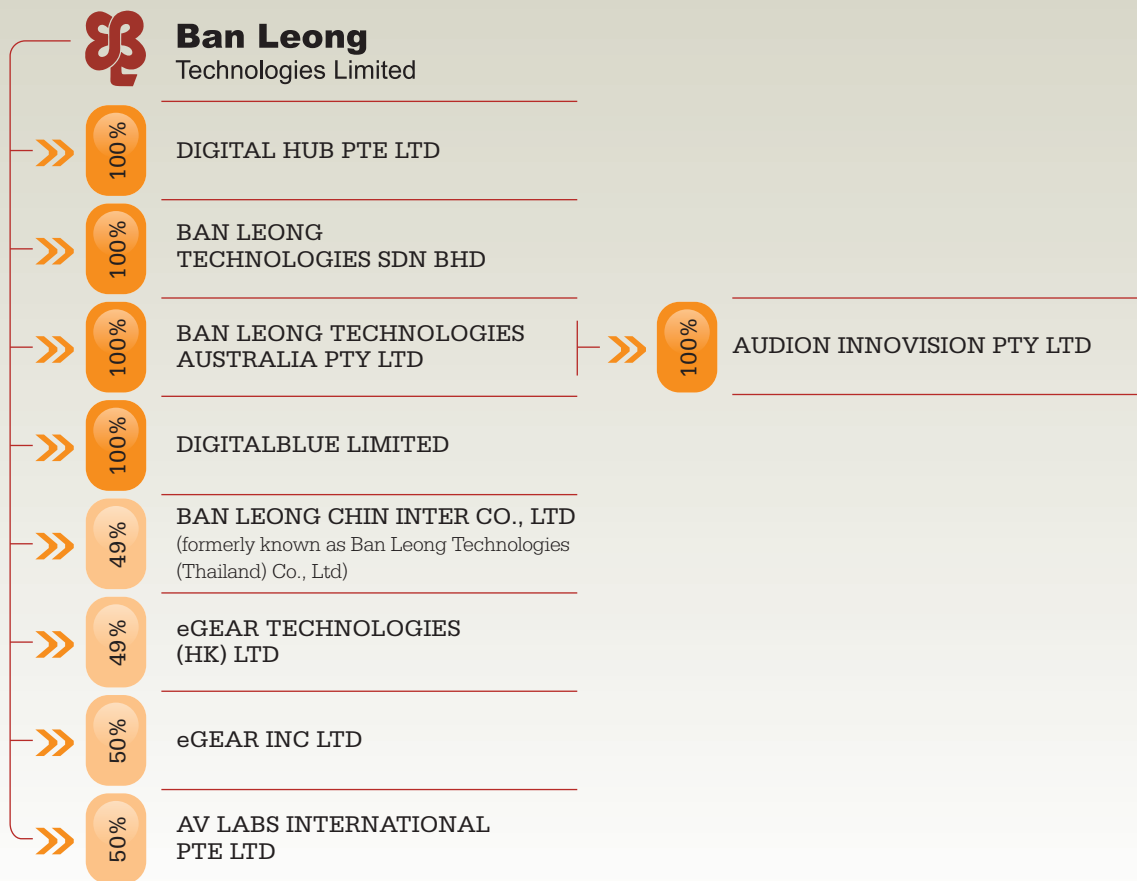 Ban Leong
Technologies Limited
100%
DIGITAL HUB PTE LTD
100%
BAN LEONG
TECHNOLOGIES SDN BHD
100%
BAN LEONG TECHNOLOGIES
AUSTRALIA PTY LTD
100%
AUDION INNOVISION PTY LTD
100%
DIGITALBLUE LIMITED
49%
BAN LEONG CHIN INTER CO., LTD
(formerly known as Ban Leong Technologies
(Thailand) Co., Ltd)
49%
eGEAR TECHNOLOGIES
(HK) LTD
50%
eGEAR INC LTD
50%
AV LABS INTERNATIONAL
PTE LTD